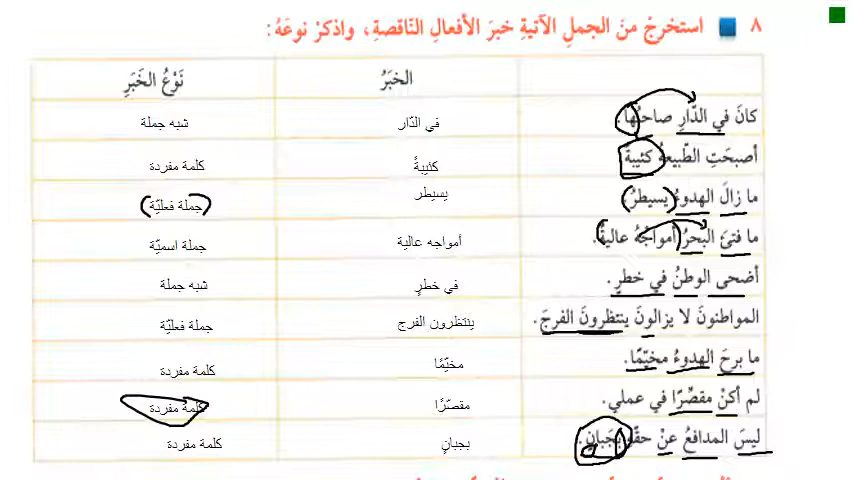 ٨ استخرجْ منَ الجملِ الآتيةِ خبرَ الأفعالِ النّاقصةِ، واذكرْ نوعَهُ:
الخبَرُ نَوْعُ الخَبَرِ
كانَ في الدّارِ صاحبُها. في الدّار شبه جملة
أصبحَتِ الطّبيعةُ كئيبةً كئيبةً كلمة مفردة
ما زالَ الهدوءُ يسيطرُ. يسيطر جملة فعليّة
ما فتئَ البحرُ أمواجُهُ عاليةٌ. أمواجه عالية جملة اسميّة
أضحى الوطنُ في خطرٍ. في خطرٍ شبه جملة
المواطنونَ لا يزالونَ ينتظرونَ الفرجَ. ينتظرون الفرج جملة فعليّة
ما برحَ الهدوءُ مخيّمًا. مخيّمًا كلمة مفردة
لم أكنْ مقصِّرًا في عملي. مقصّرًا كلمة مفردة
ليسَ المدافعُ عنْ حقّهِ بجَبانٍ. بجبانٍ كلمة مفردة